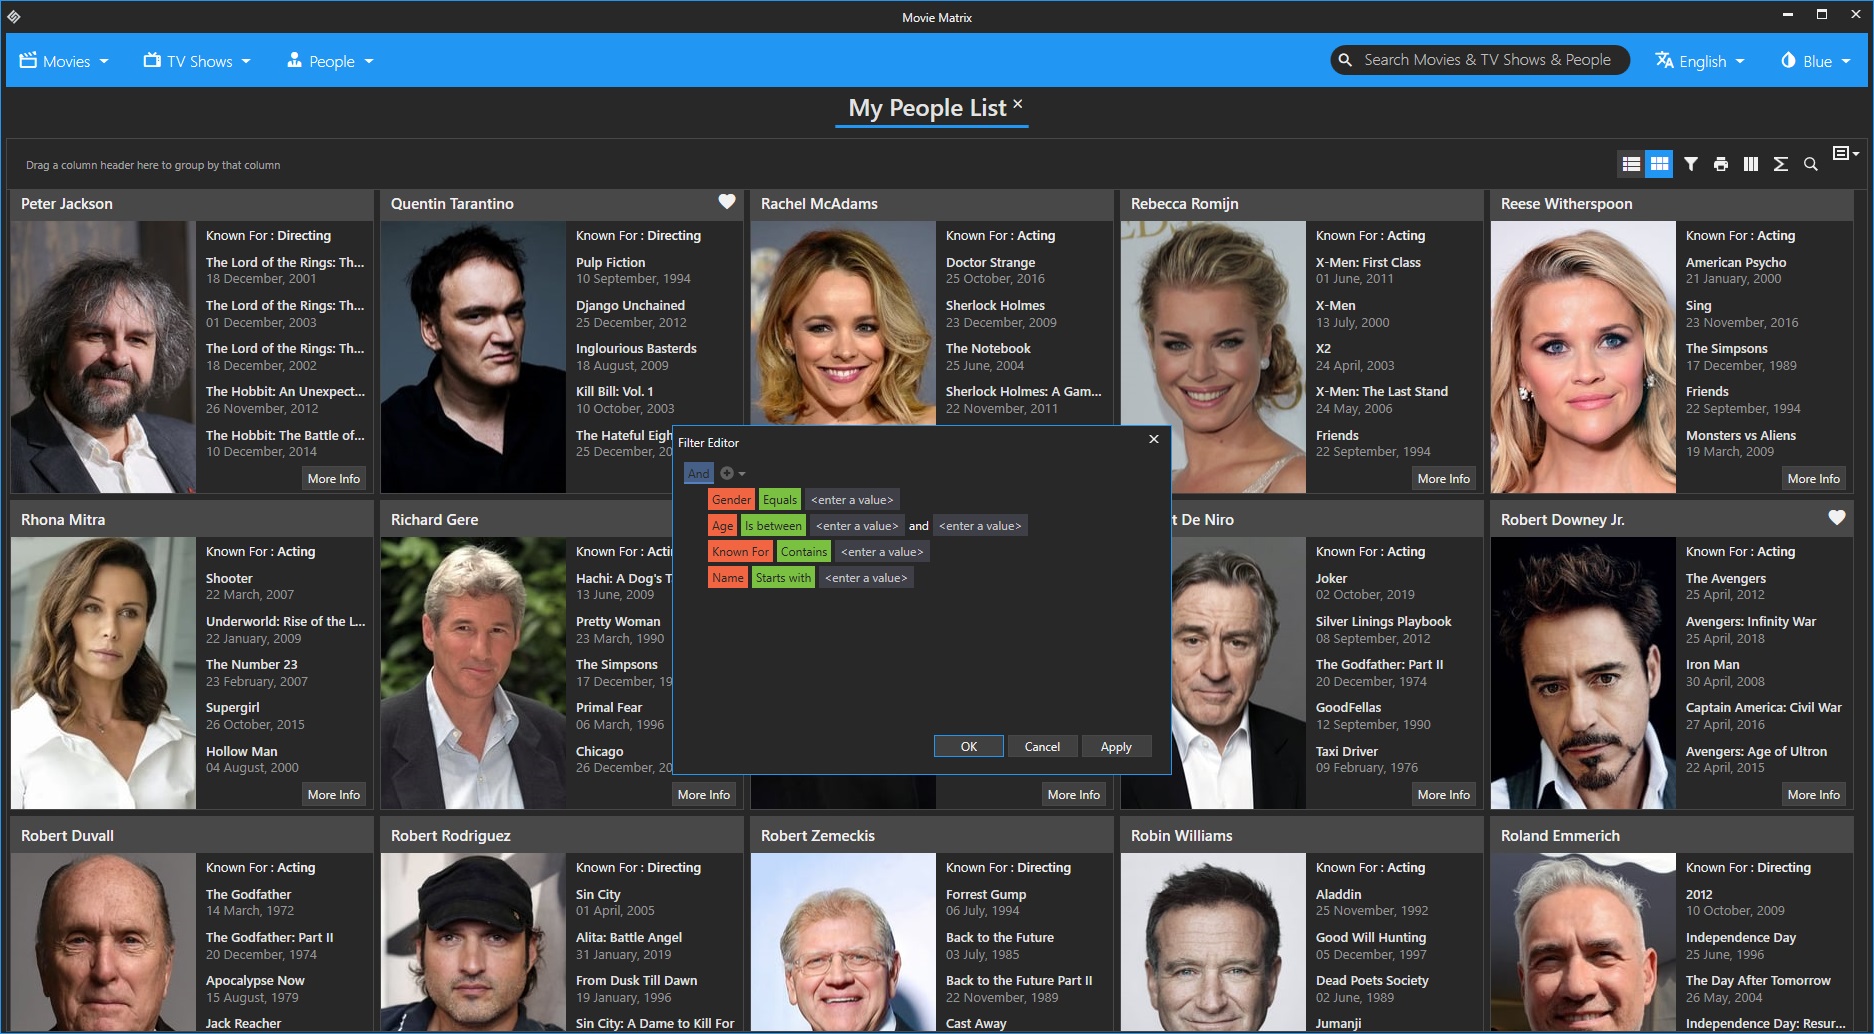 Movie Matrix
Movies
TV Shows
People
Search Movies & TV Shows & People
English
Blue
My People List
Drag a column header here to group by that column
Peter Jackson
Known For : Directing
The Lord of the Rings: Th...
18 December, 2001
The Lord of the Rings: Th...
01 December, 2003
The Lord of the Rings: Th...
18 December, 2002
The Hobbit: An Unexpect...
26 November, 2012
The Hobbit: The Battle of...
10 December, 2014
More Info
Quentin Tarantino
Known For : Directing
Pulp Fiction
10 September, 1994
Django Unchained
25 December, 2012
Inglourious Basterds
18 August, 2009
Kill Bill: Vol. 1
10 October, 2003
The Hateful Eigh
25 December, 20
Rachel McAdams
Known For : Acting
Doctor Strange
25 October, 2016
Sherlock Holmes
23 December, 2009
The Notebook
25 June, 2004
Sherlock Holmes: A Gam...
22 November, 2011
Rebecca Romijn
Known For : Acting
X-Men: First Class
01 June, 2011
X-Men
13 July, 2000
X2
24 April, 2003
X-Men: The Last Stand
24 May, 2006
Friends
22 September, 1994
More Info
Reese Witherspoon
Known For : Acting
American Psycho
21 January, 2000
Sing
23 November, 2016
The Simpsons
17 December, 1989
Friends
22 September, 1994
Monsters vs Aliens
19 March, 2009
More Info
Filter Editor
And
Gender Equals <enter a value>
Age Is between <enter a value> and <enter a value>
Known For Contains <enter a value>
Name Starts with <enter a value>
OK
Cancel
Apply
Rhona Mitra
Known For : Acting
Shooter
22 March, 2007
Underworld: Rise of the L...
22 January, 2009
The Number 23
23 February, 2007
Supergirl
26 October, 2015
Hollow Man
04 August, 2000
More Info
Richard Gere
Known For : Acti
Hachi: A Dog's T
13 June, 2009
Pretty Woman
23 March, 1990
The Simpsons
17 December, 19
Primal Fear
06 March, 1996
Chicago
26 December, 20
More Info
More Info
t De Niro
Known For : Acting
Joker
02 October, 2019
Silver Linings Playbook
08 September, 2012
The Godfather: Part II
20 December, 1974
GoodFellas
12 September, 1990
Taxi Driver
09 February, 1976
More Info
Robert Downey Jr.
Known For : Acting
The Avengers
25 April, 2012
Avengers: Infinity War
25 April, 2018
Iron Man
30 April, 2008
Captain America: Civil War
27 April, 2016
Avengers: Age of Ultron
22 April, 2015
More Info
Robert Duvall
Known For : Acting
The Godfather
14 March, 1972
The Godfather: Part II
20 December, 1974
Apocalypse Now
15 August, 1979
Jack Reacher
Robert Rodriguez
Known For : Directing
Sin City
01 April, 2005
Alita: Battle Angel
31 January, 2019
From Dusk Till Dawn
19 January, 1996
Sin City: A Dame to Kill For
Robert Zemeckis
Known For : Directing
Forrest Gump
06 July, 1994
Back to the Future
03 July, 1985
Back to the Future Part II
22 November, 1989
Cast Away
Robin Williams
Known For : Acting
Aladdin
25 November, 1992
Good Will Hunting
05 December, 1997
Dead Poets Society
02 June, 1989
Jumanji
Roland Emmerich
Known For : Directing
2012
10 October, 2009
Independence Day
25 June, 1996
The Day After Tomorrow
26 May, 2004
Independence Day: Resur...